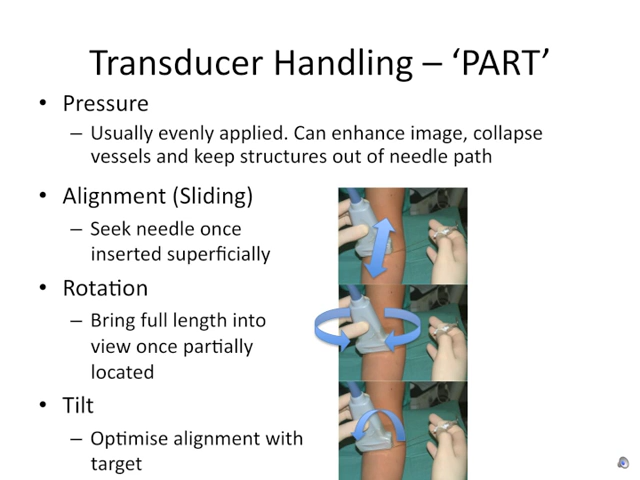 Transducer Handling – ‘PART’
• Pressure
– Usually evenly applied. Can enhance image, collapse
vessels and keep structures out of needle path
• Alignment (Sliding)
– Seek needle once
inserted superficially
• Rotation
– Bring full length into
view once partially
located
• Tilt
– Optimise alignment with
target